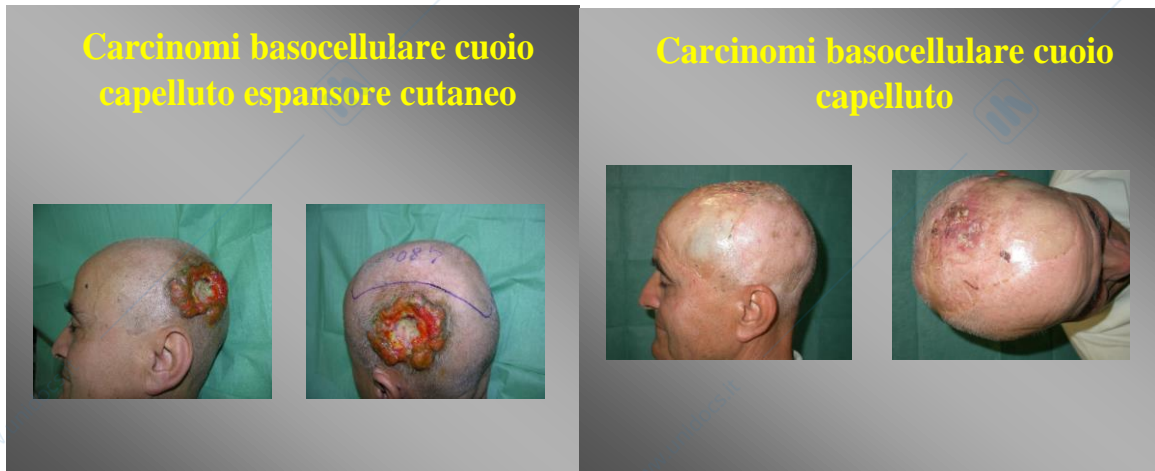 Carcinomi basocellulare cuoio
capelluto espansore cutaneo
Carcinomi basocellulare cuoio
capelluto